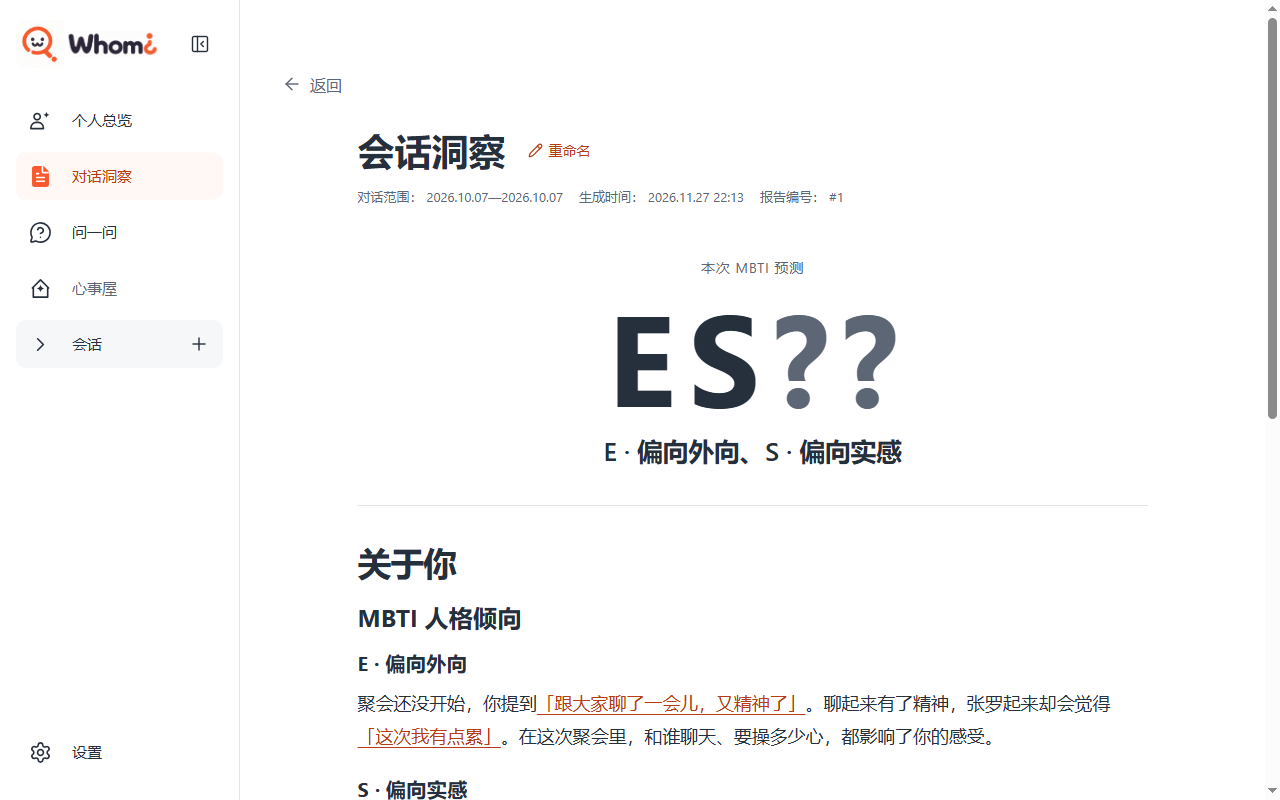 Whomi
个人总览
对话洞察
问一问
心事屋
会话
设置
返回
会话洞察 重命名
对话范围： 2026.10.07—2026.10.07 生成时间： 2026.11.27 22:13 报告编号： #1
本次 MBTI 预测
ES??
E · 偏向外向、S · 偏向实感
关于你
MBTI 人格倾向
E · 偏向外向
聚会还没开始，你提到「跟大家聊了一会儿，又精神了」。聊起来有了精神，张罗起来却会觉得
「这次我有点累」。在这次聚会里，和谁聊天、要操多少心，都影响了你的感受。
S · 偏向实感